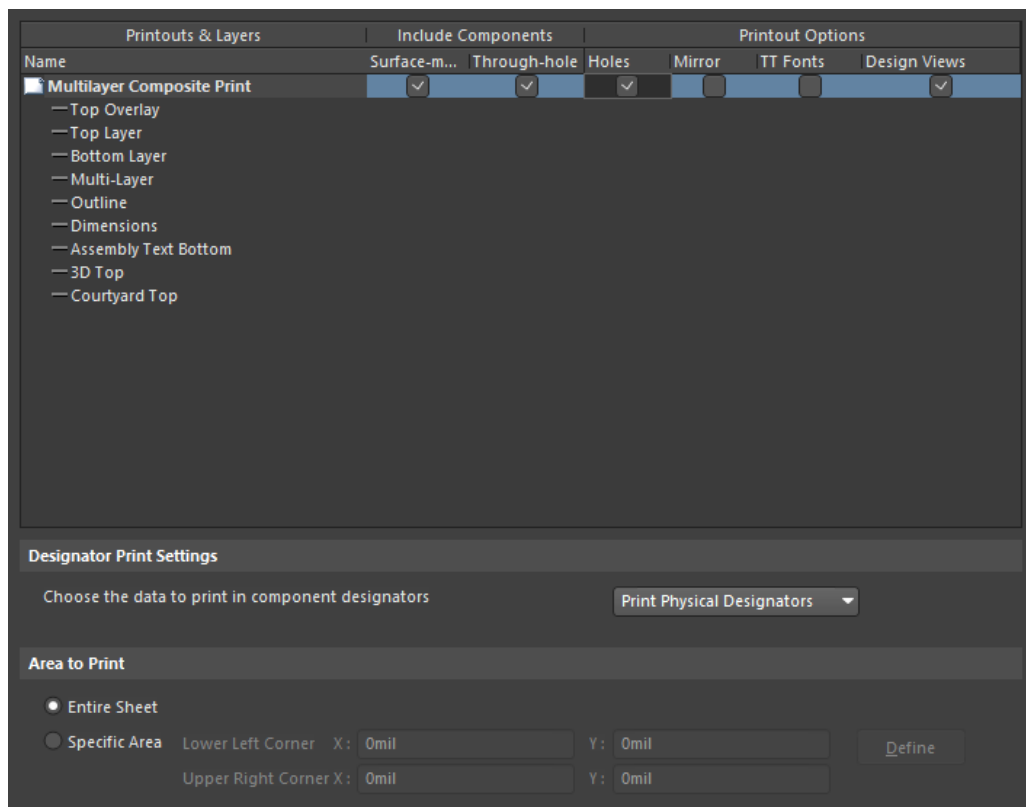 Printouts & Layers Include Components Printout Options
Name Surface-m... Through-hole Holes Mirror TT Fonts Design Views
Multilayer Composite Print
Top Overlay
Top Layer
Bottom Layer
Multi-Layer
Outline
Dimensions
Assembly Text Bottom
3D Top
Courtyard Top
Designator Print Settings
Choose the data to print in component designators Print Physical Designators
Area to Print
Entire Sheet
Specific Area Lower Left Corner X: 0mil Y: 0mil Define
Upper Right Corner X: 0mil Y: 0mil